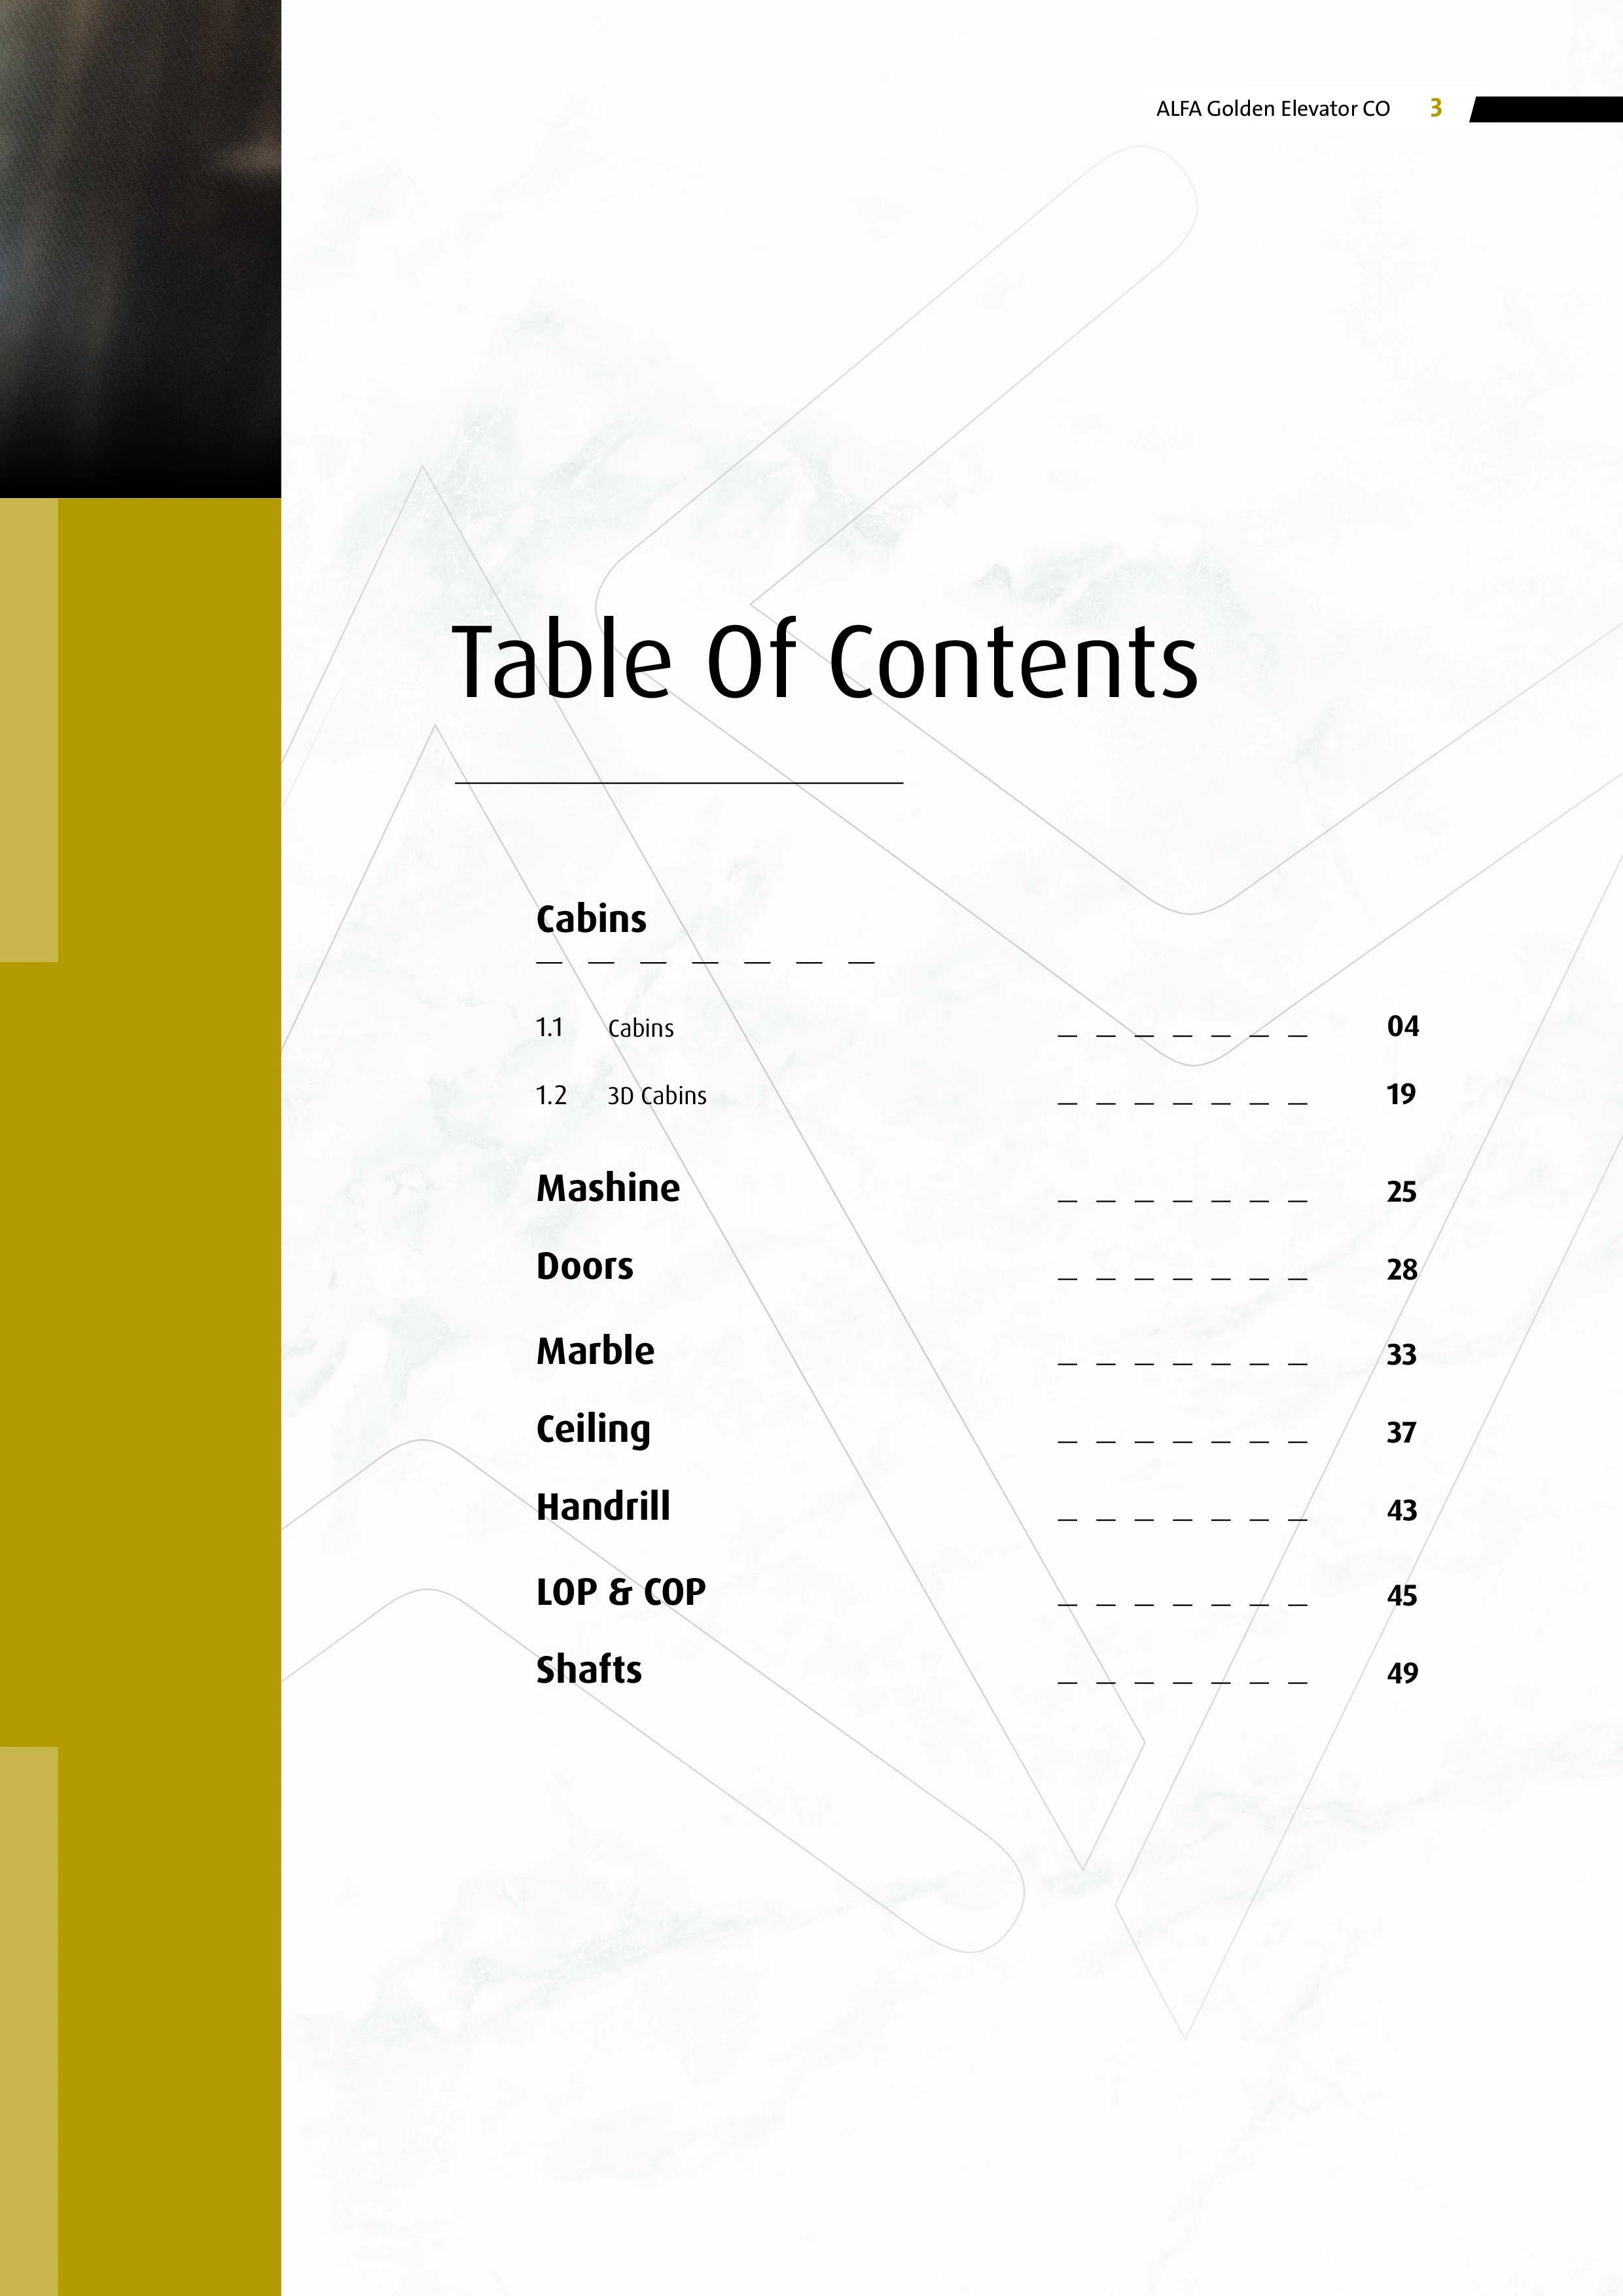 ALFA Golden Elevator CO 3
Table Of Contents
Cabins
1.1 Cabins _ _ _ _ _ _ _ 04
1.2 3D Cabins _ _ _ _ _ _ _ 19
Mashine _ _ _ _ _ _ _ 25
Doors _ _ _ _ _ _ _ 28
Marble _ _ _ _ _ _ _ 33
Ceiling _ _ _ _ _ _ _ 37
Handrill _ _ _ _ _ _ _ 43
LOP & COP _ _ _ _ _ _ _ 45
Shafts _ _ _ _ _ _ _ 49